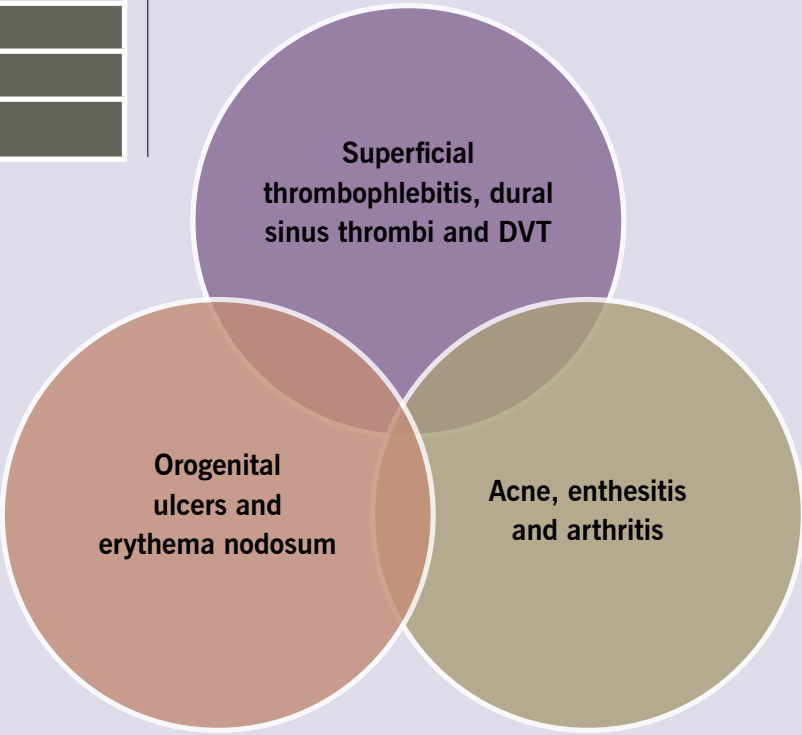 Superficial
thrombophlebitis, dural
sinus thrombi and DVT
Orogenital
ulcers and
erythema nodosum
Acne, enthesitis
and arthritis